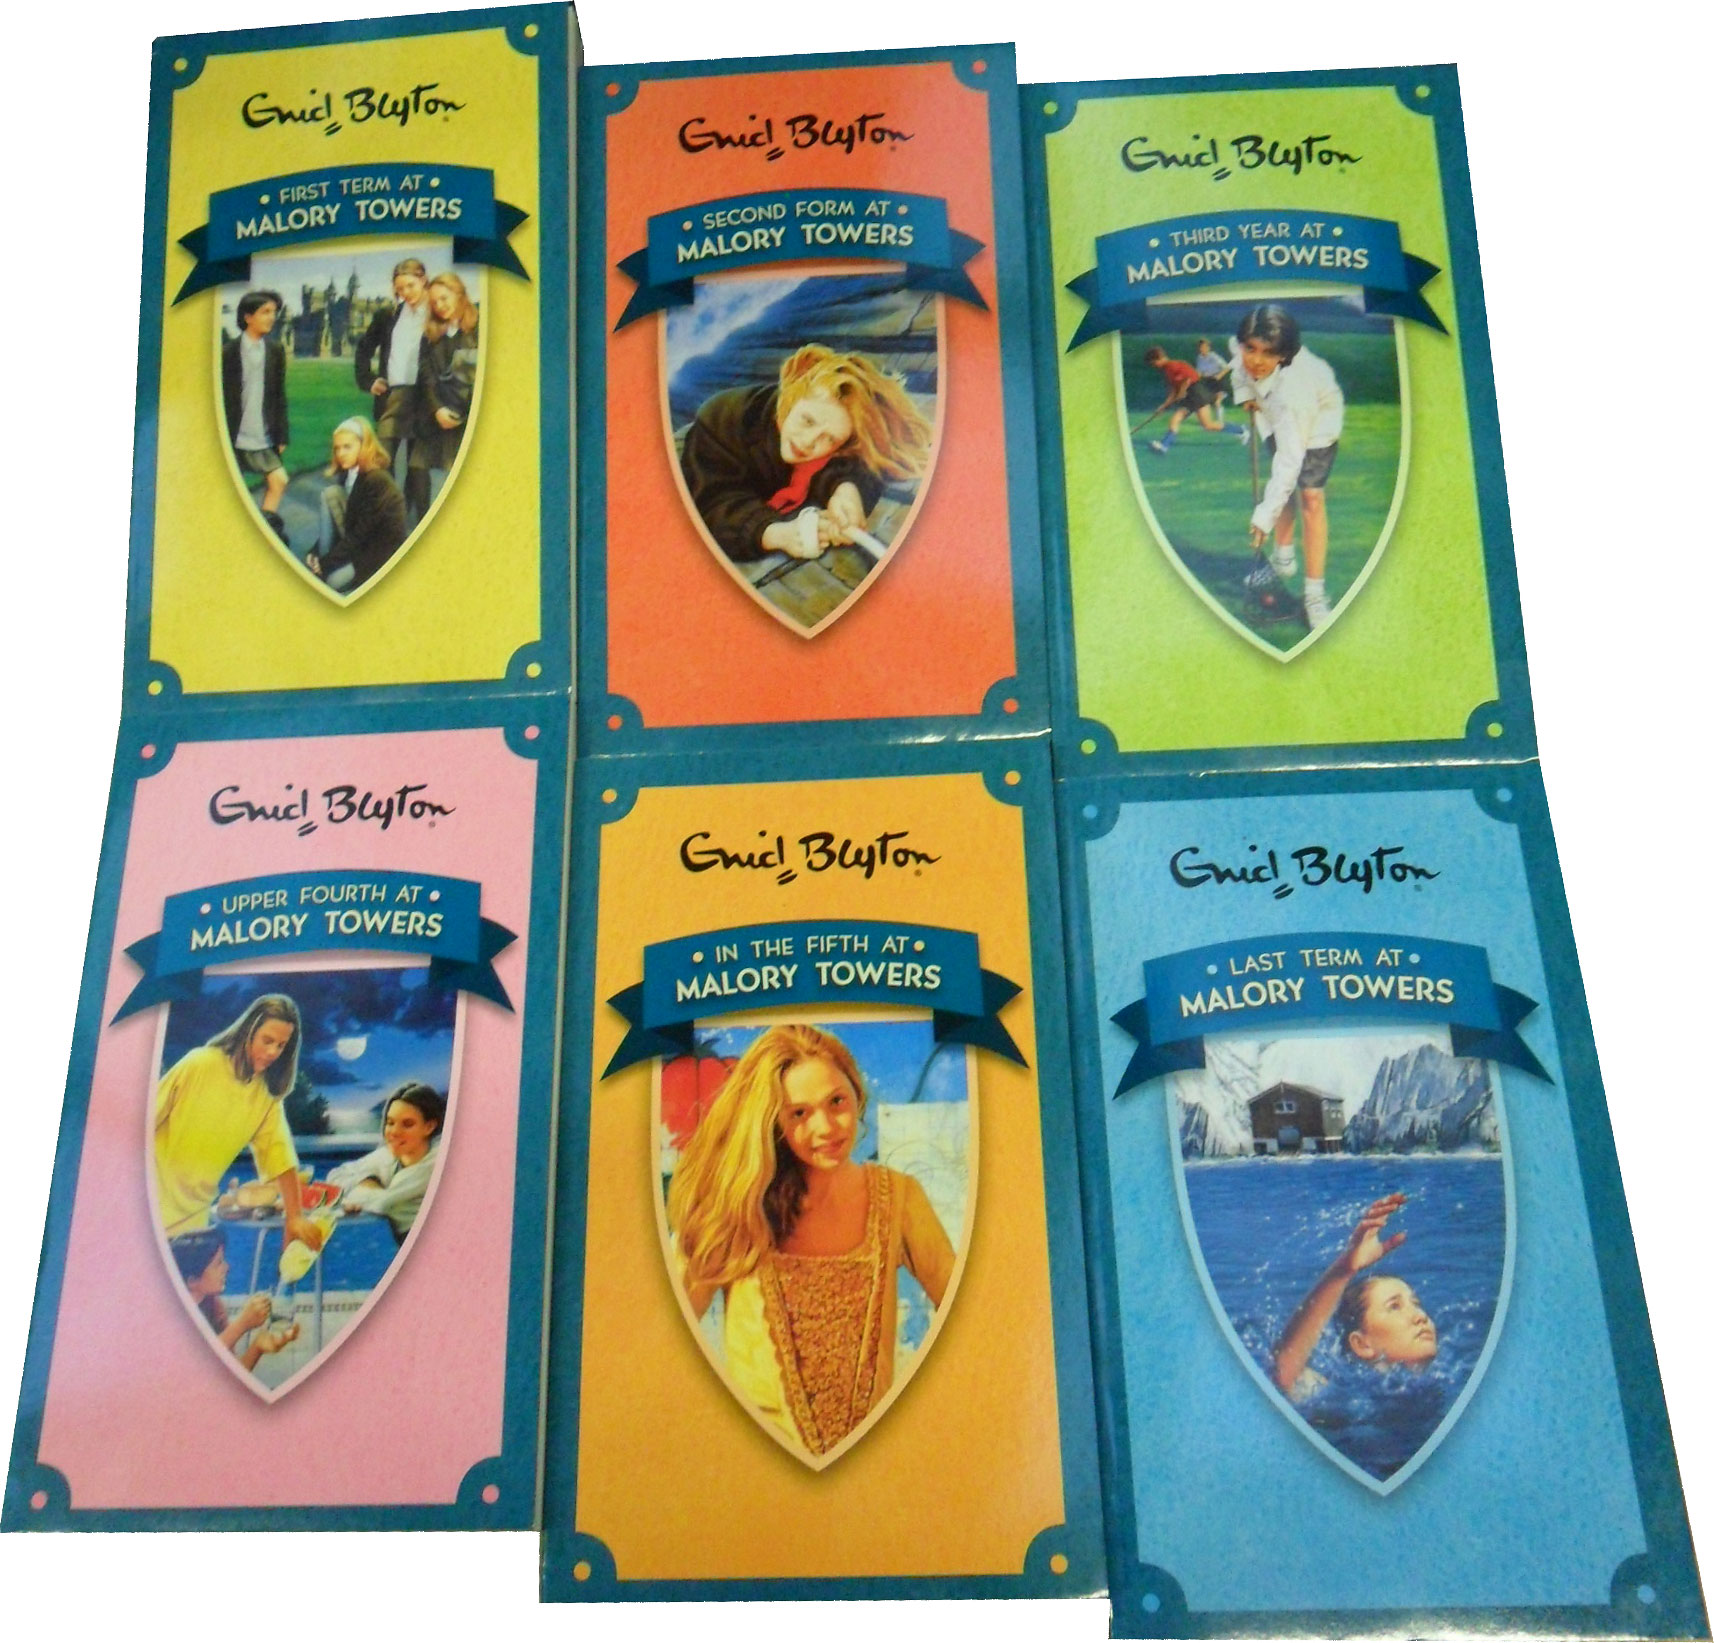 Enid Blyton
• FIRST TERM AT •
MALORY TOWERS
Enid Blyton
• SECOND FORM AT •
MALORY TOWERS
Enid Blyton
• THIRD YEAR AT •
MALORY TOWERS
Enid Blyton
• UPPER FOURTH AT •
MALORY TOWERS
Enid Blyton
• IN THE FIFTH AT •
MALORY TOWERS
Enid Blyton
• LAST TERM AT •
MALORY TOWERS